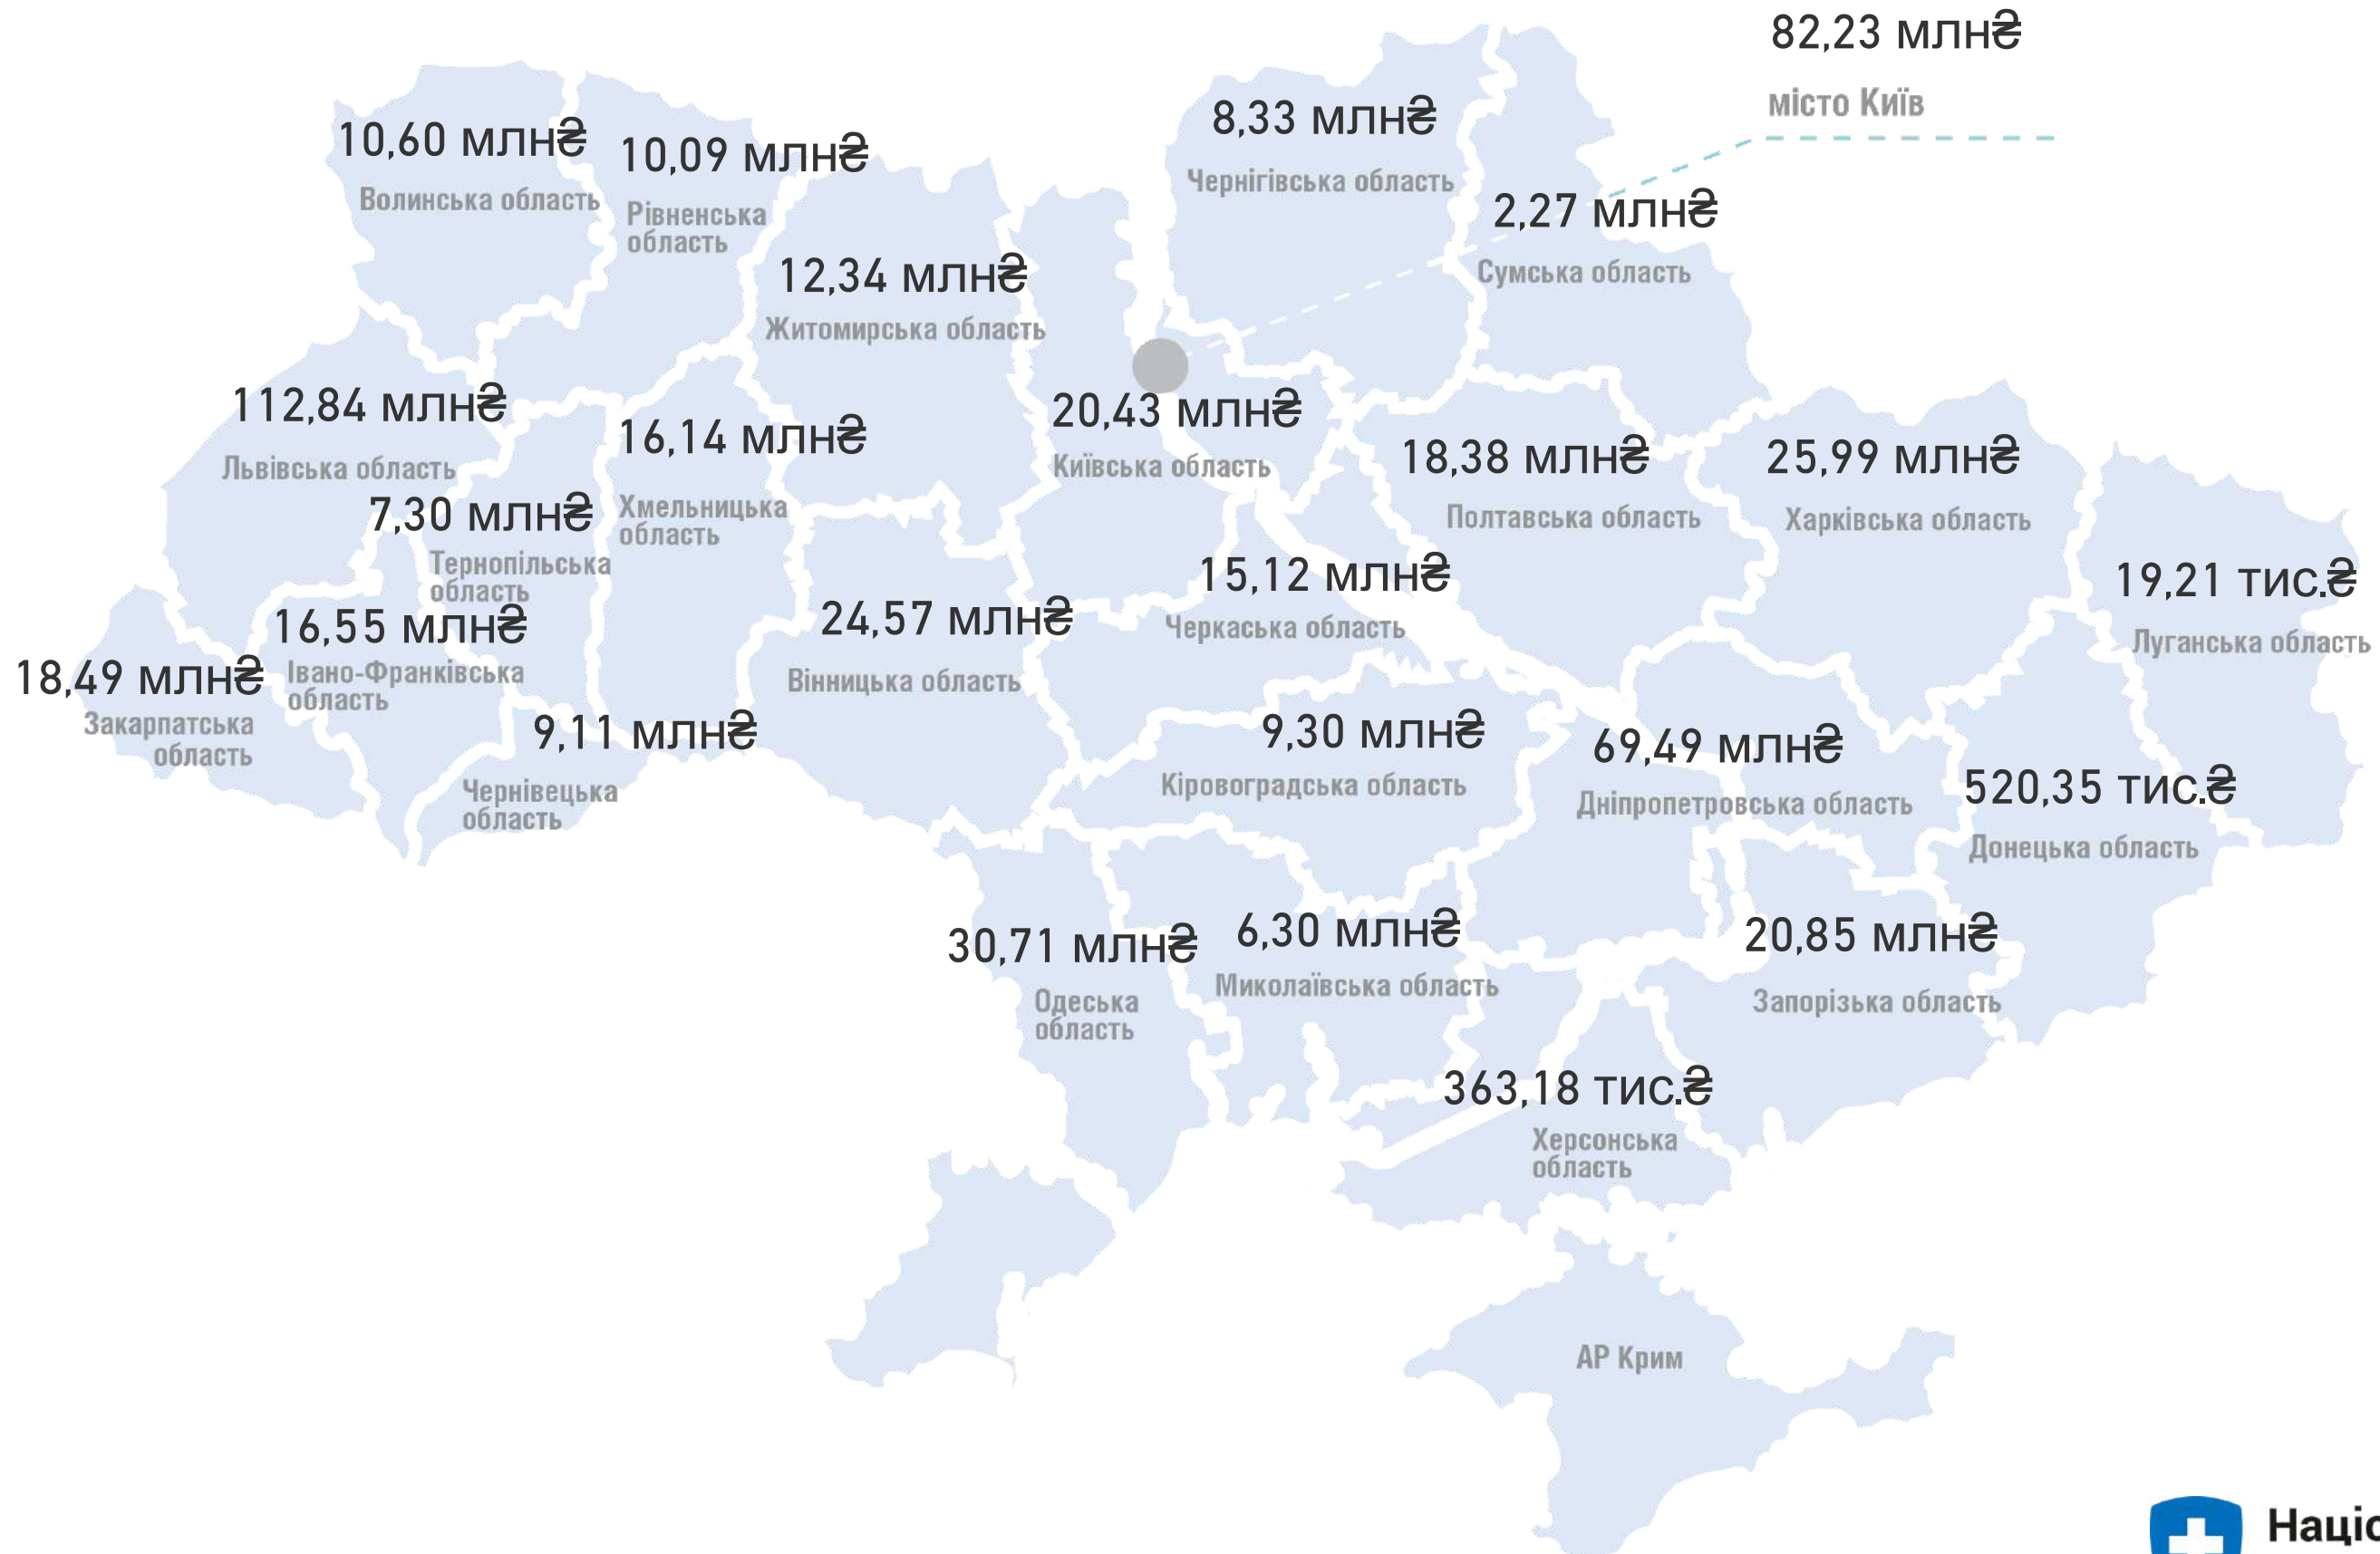 82,23 млн₴
місто Київ
8,33 млн₴
Чернігівська область
10,60 млн₴
Волинська область
10,09 млн₴
Рівненська
область
2,27 млн₴
Сумська область
12,34 млн₴
Житомирська область
112,84 млн₴
Львівська область
16,14 млн₴
Хмельницька
область
20,43 млн₴
Київська область
18,38 млн₴
Полтавська область
25,99 млн₴
Харківська область
7,30 млн₴
Тернопільська
область
15,12 млн₴
Черкаська область
19,21 тис.₴
Луганська область
16,55 млн₴
Івано-Франківська
область
24,57 млн₴
Вінницька область
18,49 млн₴
Закарпатська
область
9,11 млн₴
Чернівецька
область
9,30 млн₴
Кіровоградська область
69,49 млн₴
Дніпропетровська область
520,35 тис.₴
Донецька область
30,71 млн₴
Одеська
область
6,30 млн₴
Миколаївська область
20,85 млн₴
Запорізька область
363,18 тис.₴
Херсонська
область
АР Крим